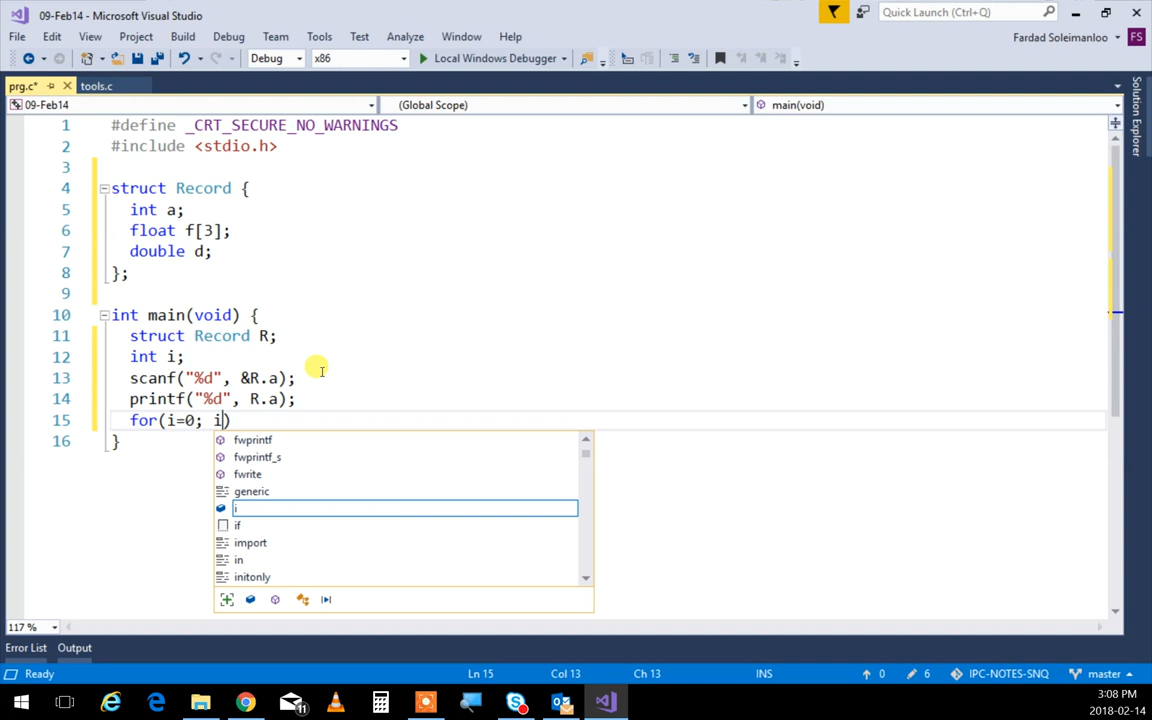 09-Feb14 - Microsoft Visual Studio
Quick Launch (Ctrl+Q)
File Edit View Project Build Debug Team Tools Test Analyze Window Help
Fardad Soleimanloo FS
Debug x86 Local Windows Debugger
prg.c* tools.c
09-Feb14 (Global Scope) main(void)
Solution Explorer
1 #define _CRT_SECURE_NO_WARNINGS
2 #include <stdio.h>
3
4 struct Record {
5 int a;
6 float f[3];
7 double d;
8 };
9
10 int main(void) {
11 struct Record R;
12 int i;
13 scanf("%d", &R.a);
14 printf("%d", R.a);
15 for(i=0; i)
16 }
fwprintf
fwprintf_s
fwrite
generic
i
if
import
in
initonly
117 %
Error List Output
Ready Ln 15 Col 13 Ch 13 INS 0 6 IPC-NOTES-SNQ master
11
3:08 PM
2018-02-14